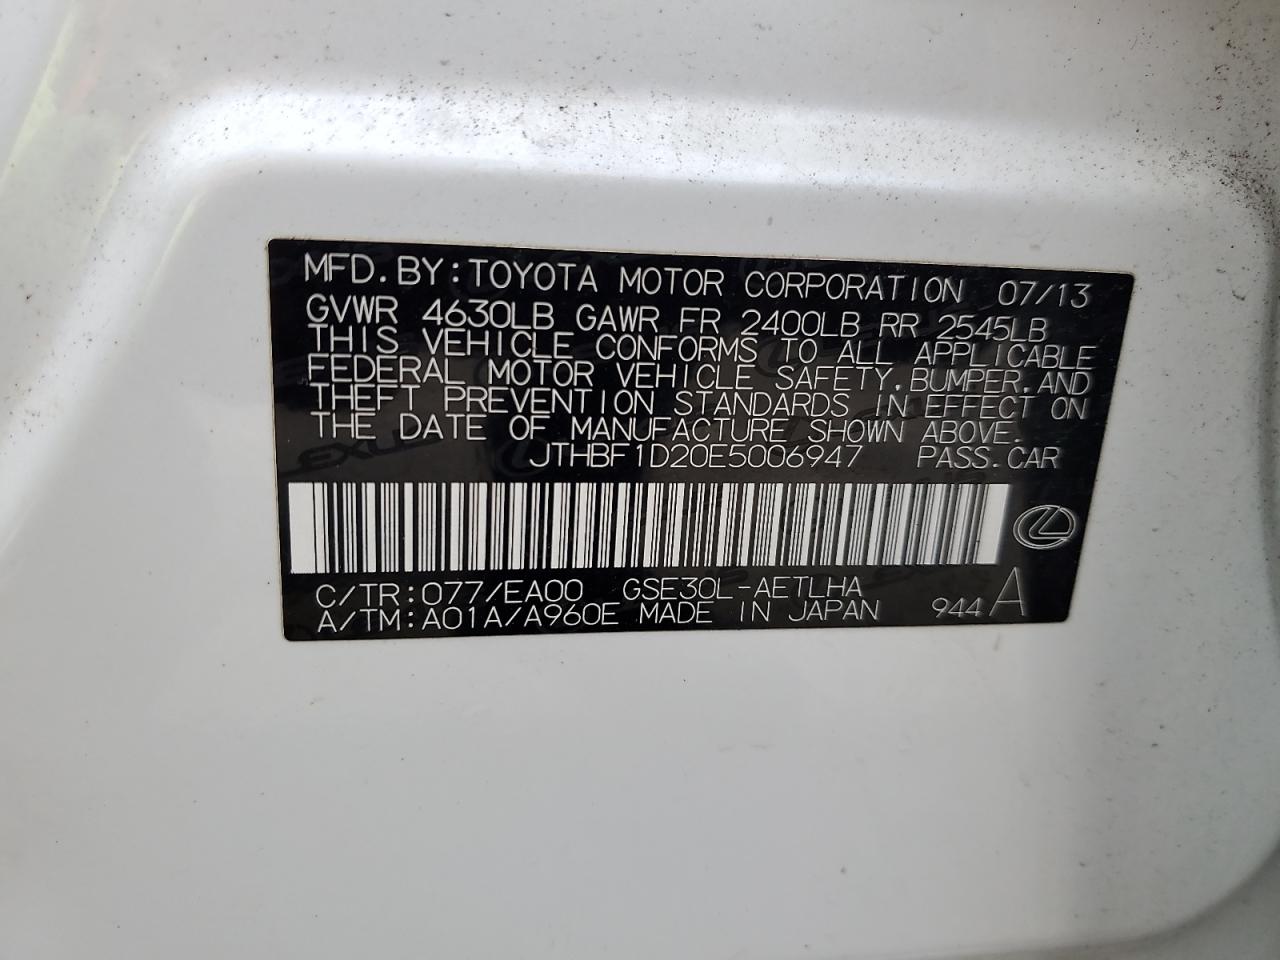 MFD. BY: TOYOTA MOTOR CORPORATION 07/13
GVWR 4630LB GAWR FR 2400LB RR 2545LB
THIS VEHICLE CONFORMS TO ALL APPLICABLE
FEDERAL MOTOR VEHICLE SAFETY, BUMPER, AND
THEFT PREVENTION STANDARDS IN EFFECT ON
THE DATE OF MANUFACTURE SHOWN ABOVE.
JTHBF1D20E5006947 PASS. CAR
C/TR: 077/EA00 GSE30L-AETLHA
A/TM: A01A/A960E MADE IN JAPAN 944 A